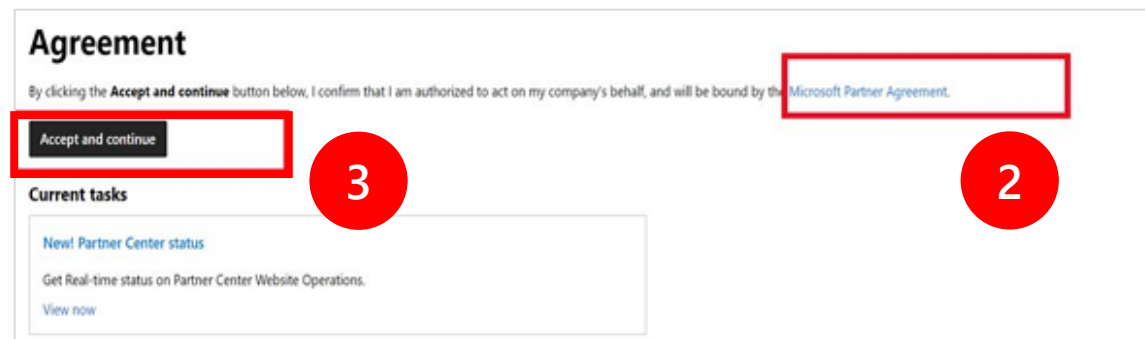 Agreement
By clicking the Accept and continue button below, I confirm that I am authorized to act on my company's behalf, and will be bound by the Microsoft Partner Agreement.
Accept and continue
3
2
Current tasks
New! Partner Center status
Get Real-time status on Partner Center Website Operations.
View now